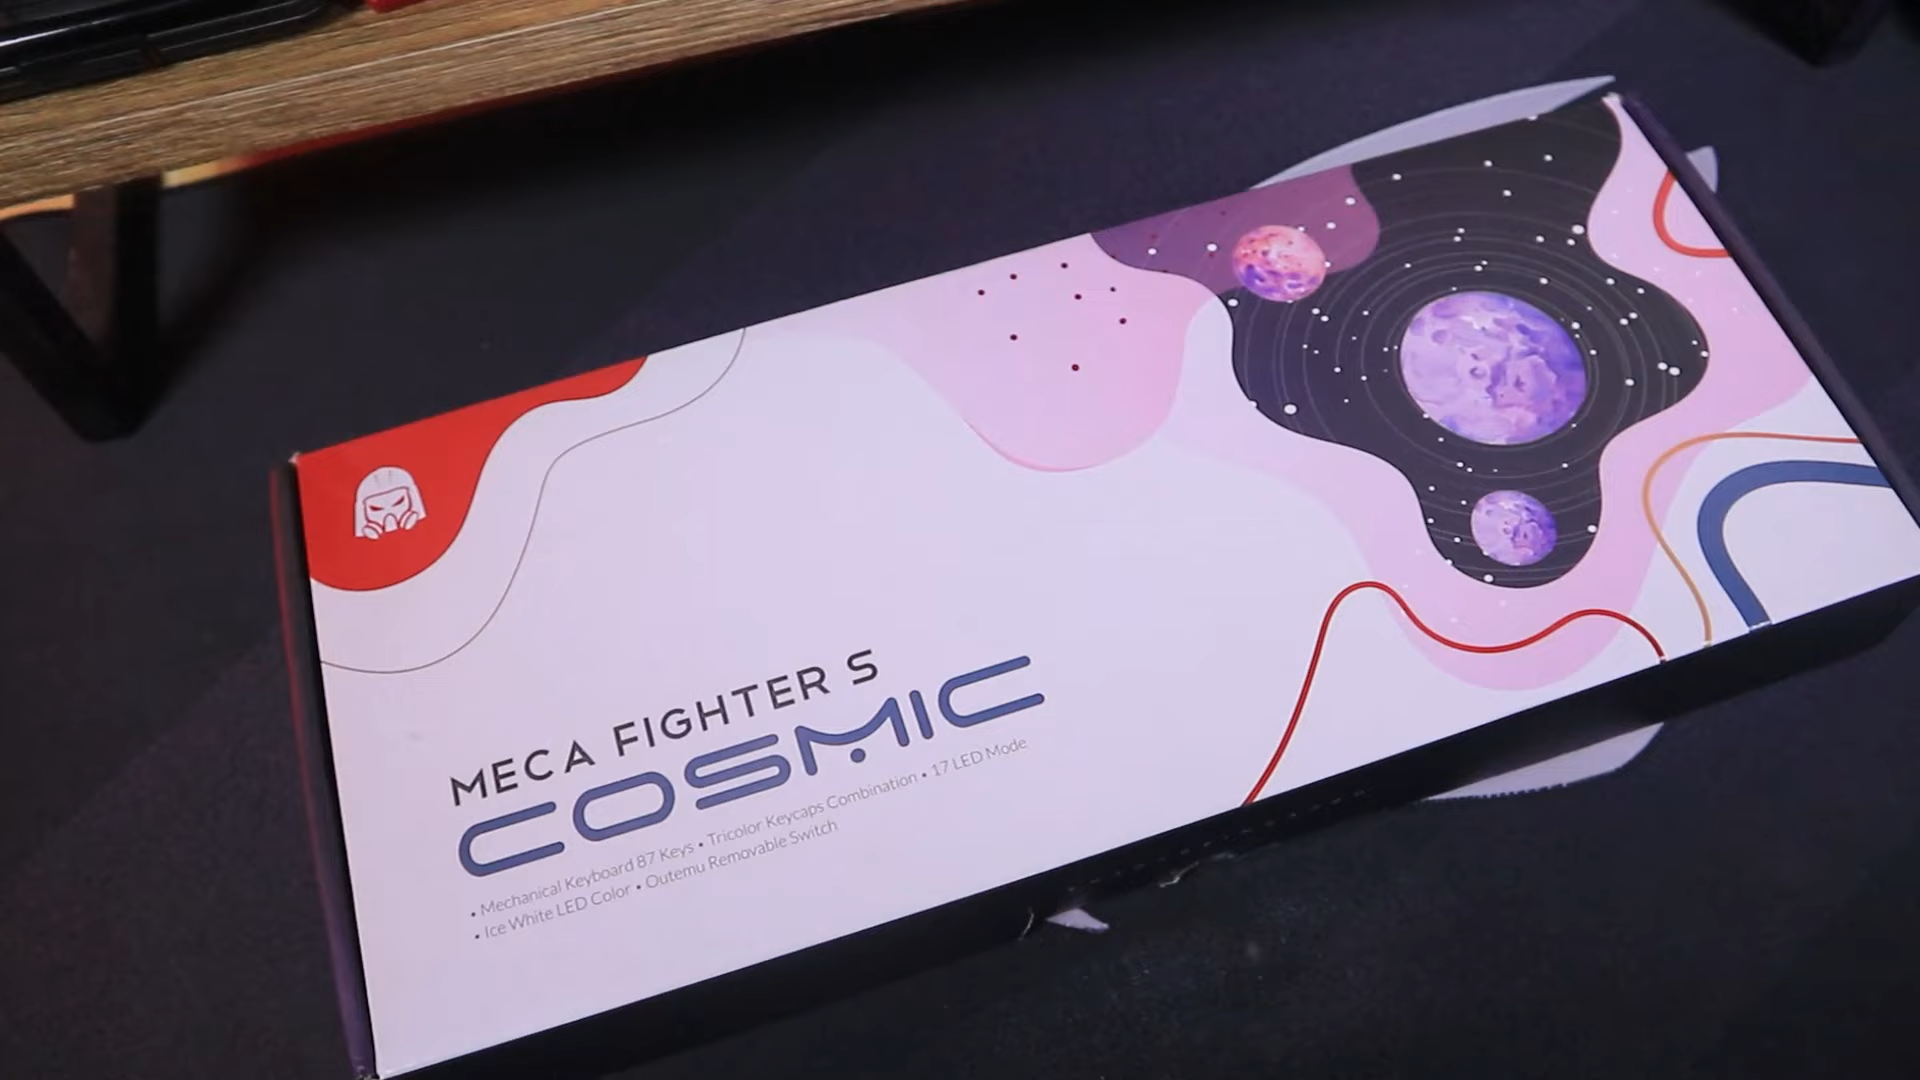 MECA FIGHTER S
COSMIC
• Mechanical Keyboard 87 Keys • Tricolor Keycaps Combination • 17 LED Mode
• Ice White LED Color • Outemu Removable Switch